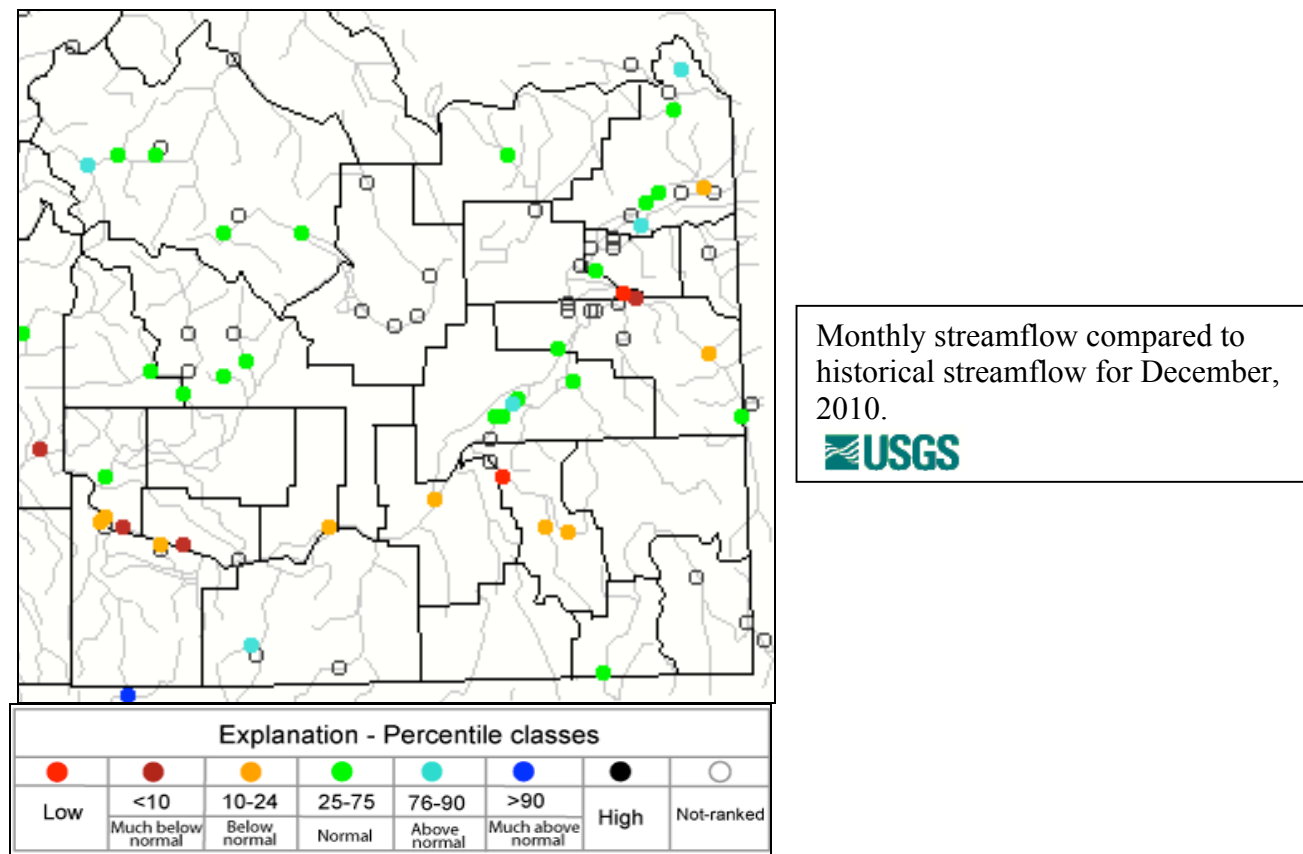 Monthly streamflow compared to
historical streamflow for December,
2010.
USGS
Explanation - Percentile classes
Low
<10
10-24
25-75
76-90
>90
High
Not-ranked
Much below
normal
Below
normal
Normal
Above
normal
Much above
normal